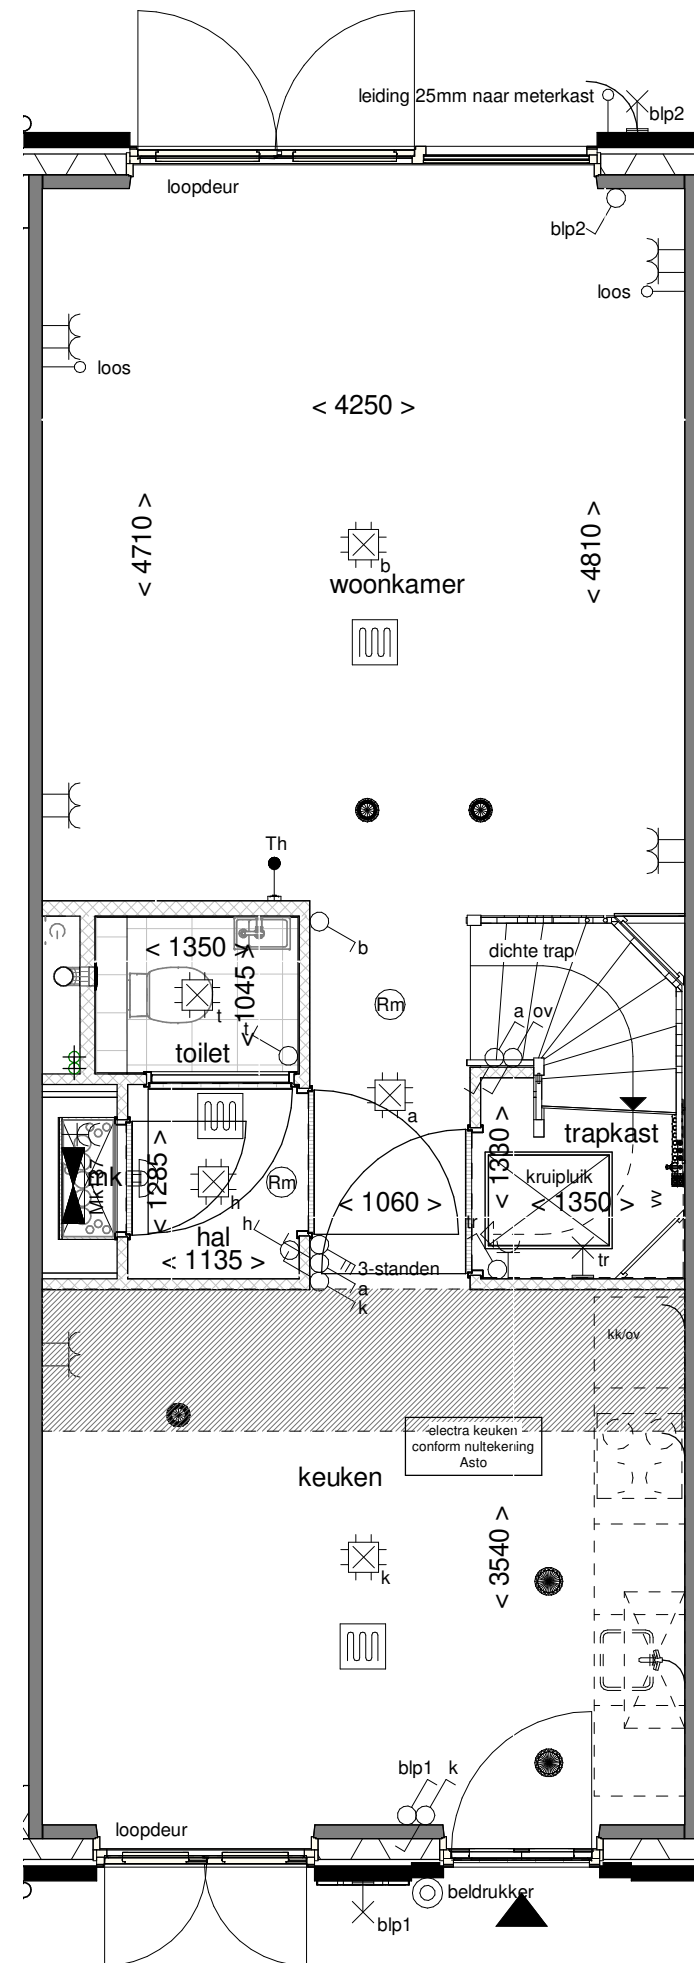 leiding 25mm naar meterkast
blp2
loopdeur
blp2
loos
loos
< 4250 >
< 4710 >
< 4810 >
b
woonkamer
Th
b
< 1350 >
< 1045 >
dichte trap
a ov
Rm
t
t
toilet
a
trapkast
< 1330 >
kruipluik
mk
< 1285 >
Rm
h
< 1060 >
< 1350 >
vv
h
hal
tr
< 1135 >
3-standen
tr
a
k
kk/ov
electra keuken
conform nultekening
Asto
keuken
< 3540 >
k
blp1 k
loopdeur
beldrukker
blp1